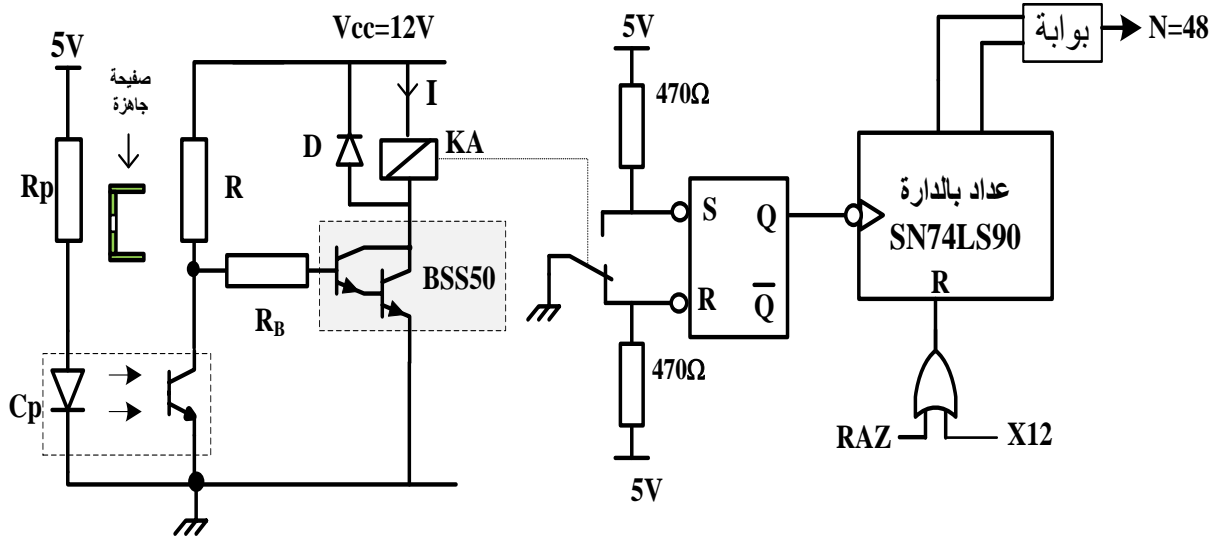 5V
صفيحة
جاهزة
Rp
Cp
Vcc=12V
R
D
I
KA
R_B
BSS50
5V
470Ω
S
Q
R
Q̅
470Ω
5V
عداد بالدارة
SN74LS90
R
RAZ
X12
بوابة
N=48